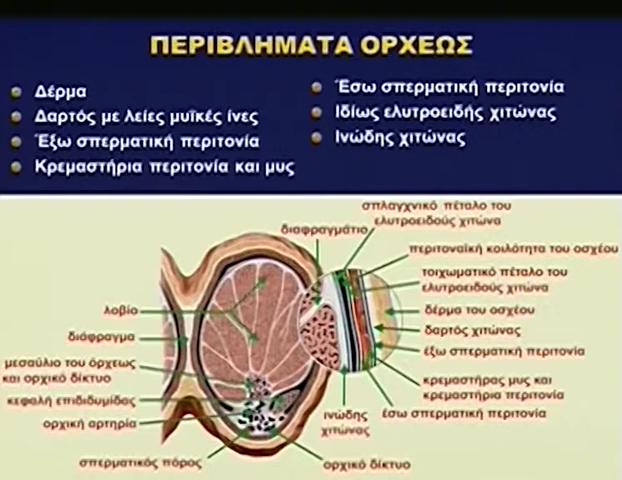 ΠΕΡΙΒΛΗΜΑΤΑ ΟΡΧΕΩΣ
Δέρμα
Δαρτός με λείες μυϊκές ίνες
Έξω σπερματική περιτονία
Κρεμαστήρια περιτονία και μυς
Έσω σπερματική περιτονία
Ιδίως ελυτροειδής χιτώνας
Ινώδης χιτώνας
σπλαγχνικό πέταλο του
ελυτροειδούς χιτώνα
διαφραγμάτιο
περιτοναϊκή κοιλότητα του οσχέου
τοιχωματικό πέταλο του
ελυτροειδούς χιτώνα
δέρμα του οσχέου
δαρτός χιτώνας
έξω σπερματική περιτονία
κρεμαστήρας μυς και
κρεμαστήρια περιτονία
έσω σπερματική περιτονία
λοβίο
διάφραγμα
μεσαύλιο του όρχεως
και ορχικό δίκτυο
κεφαλή επιδιδυμίδας
ορχική αρτηρία
σπερματικός πόρος
ινώδης
χιτώνας
ορχικό δίκτυο